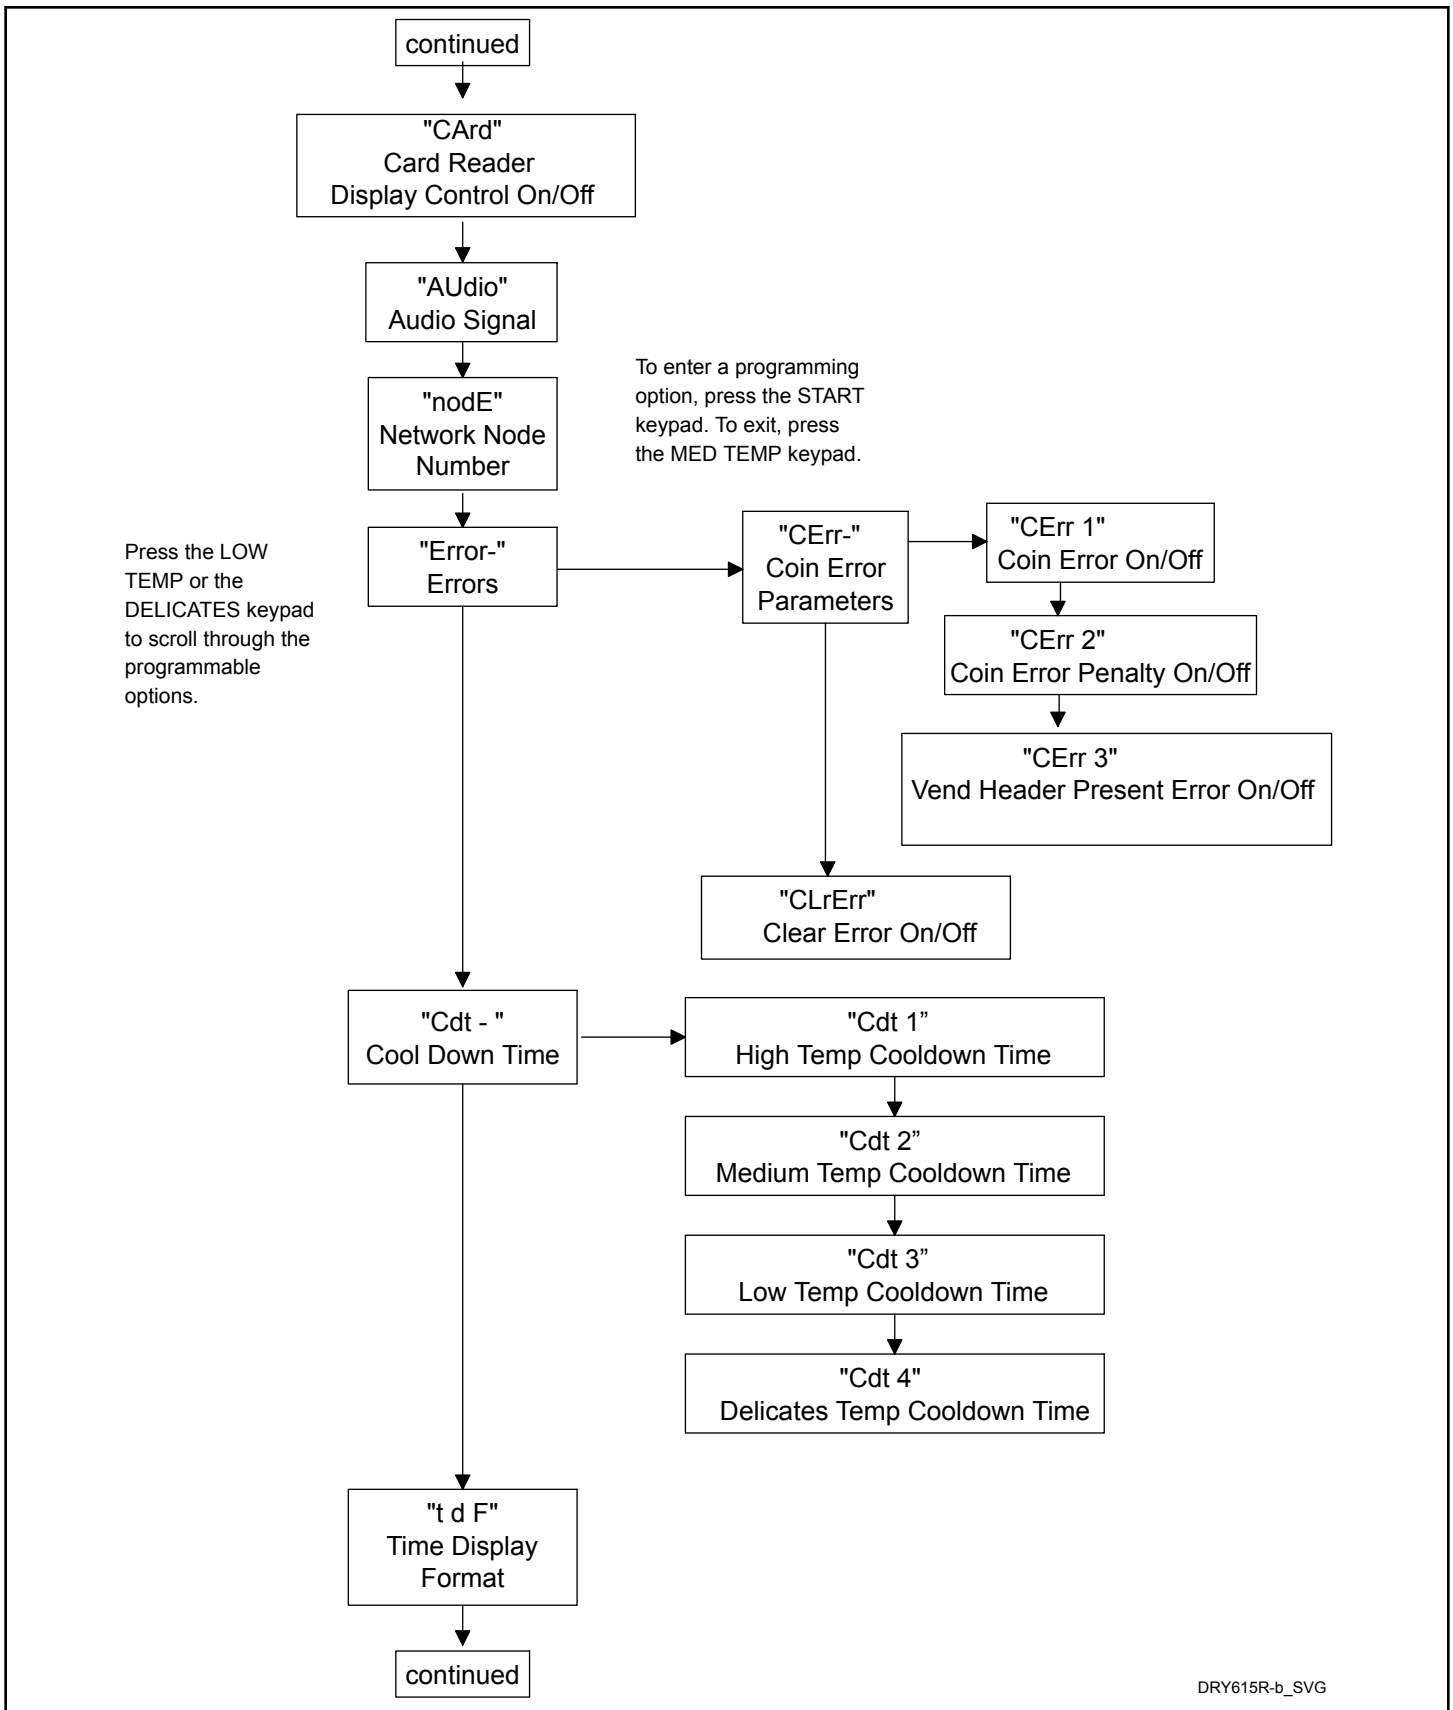 continued
"CArd"
Card Reader
Display Control On/Off
"AUdio"
Audio Signal
"nodE"
Network Node
Number
To enter a programming
option, press the START
keypad. To exit, press
the MED TEMP keypad.
Press the LOW
TEMP or the
DELICATES keypad
to scroll through the
programmable
options.
"Error-"
Errors
"CErr-"
Coin Error
Parameters
"CErr 1"
Coin Error On/Off
"CErr 2"
Coin Error Penalty On/Off
"CErr 3"
Vend Header Present Error On/Off
"CLrErr"
Clear Error On/Off
"Cdt - "
Cool Down Time
"Cdt 1”
High Temp Cooldown Time
"Cdt 2”
Medium Temp Cooldown Time
"Cdt 3”
Low Temp Cooldown Time
"Cdt 4"
Delicates Temp Cooldown Time
"t d F"
Time Display
Format
continued
DRY615R-b_SVG